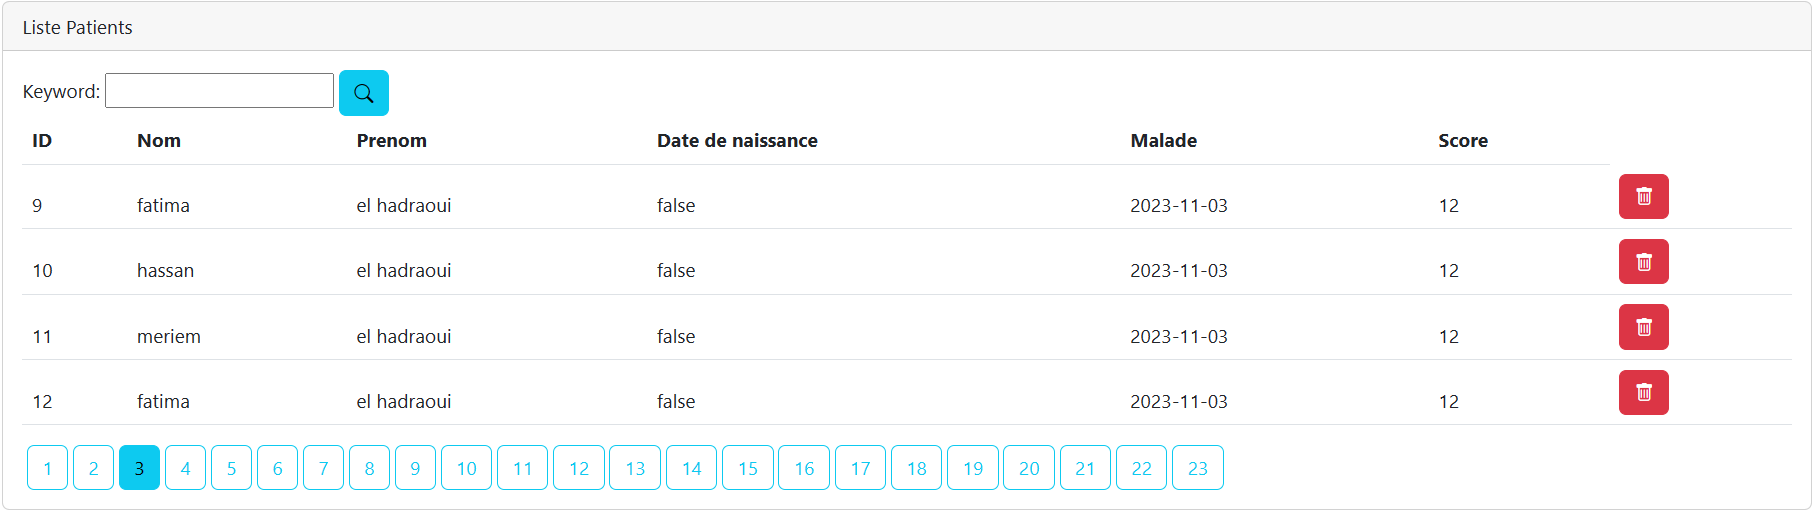 Liste Patients
Keyword:
ID Nom Prenom Date de naissance Malade Score
9 fatima el hadraoui false 2023-11-03 12
10 hassan el hadraoui false 2023-11-03 12
11 meriem el hadraoui false 2023-11-03 12
12 fatima el hadraoui false 2023-11-03 12
1 2 3 4 5 6 7 8 9 10 11 12 13 14 15 16 17 18 19 20 21 22 23